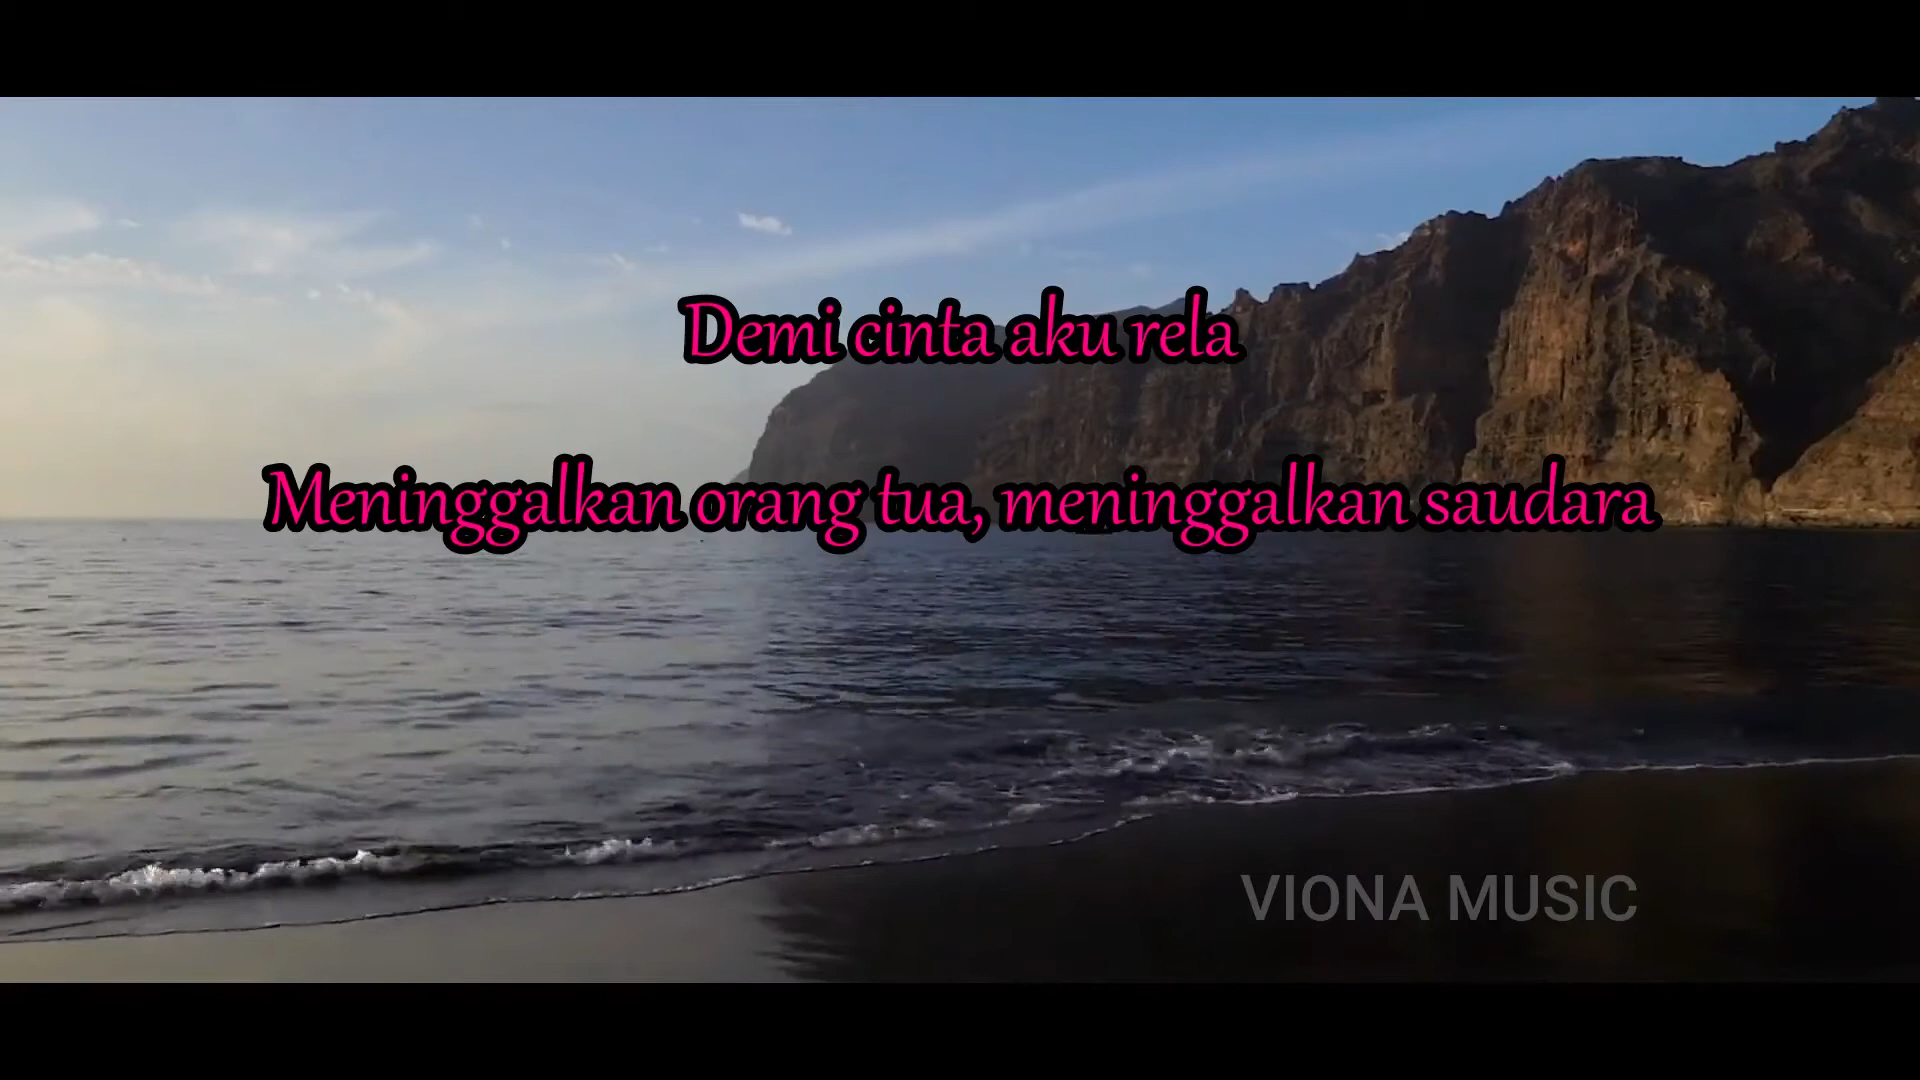 Demi cinta aku rela
Meninggalkan orang tua, meninggalkan saudara
VIONA MUSIC